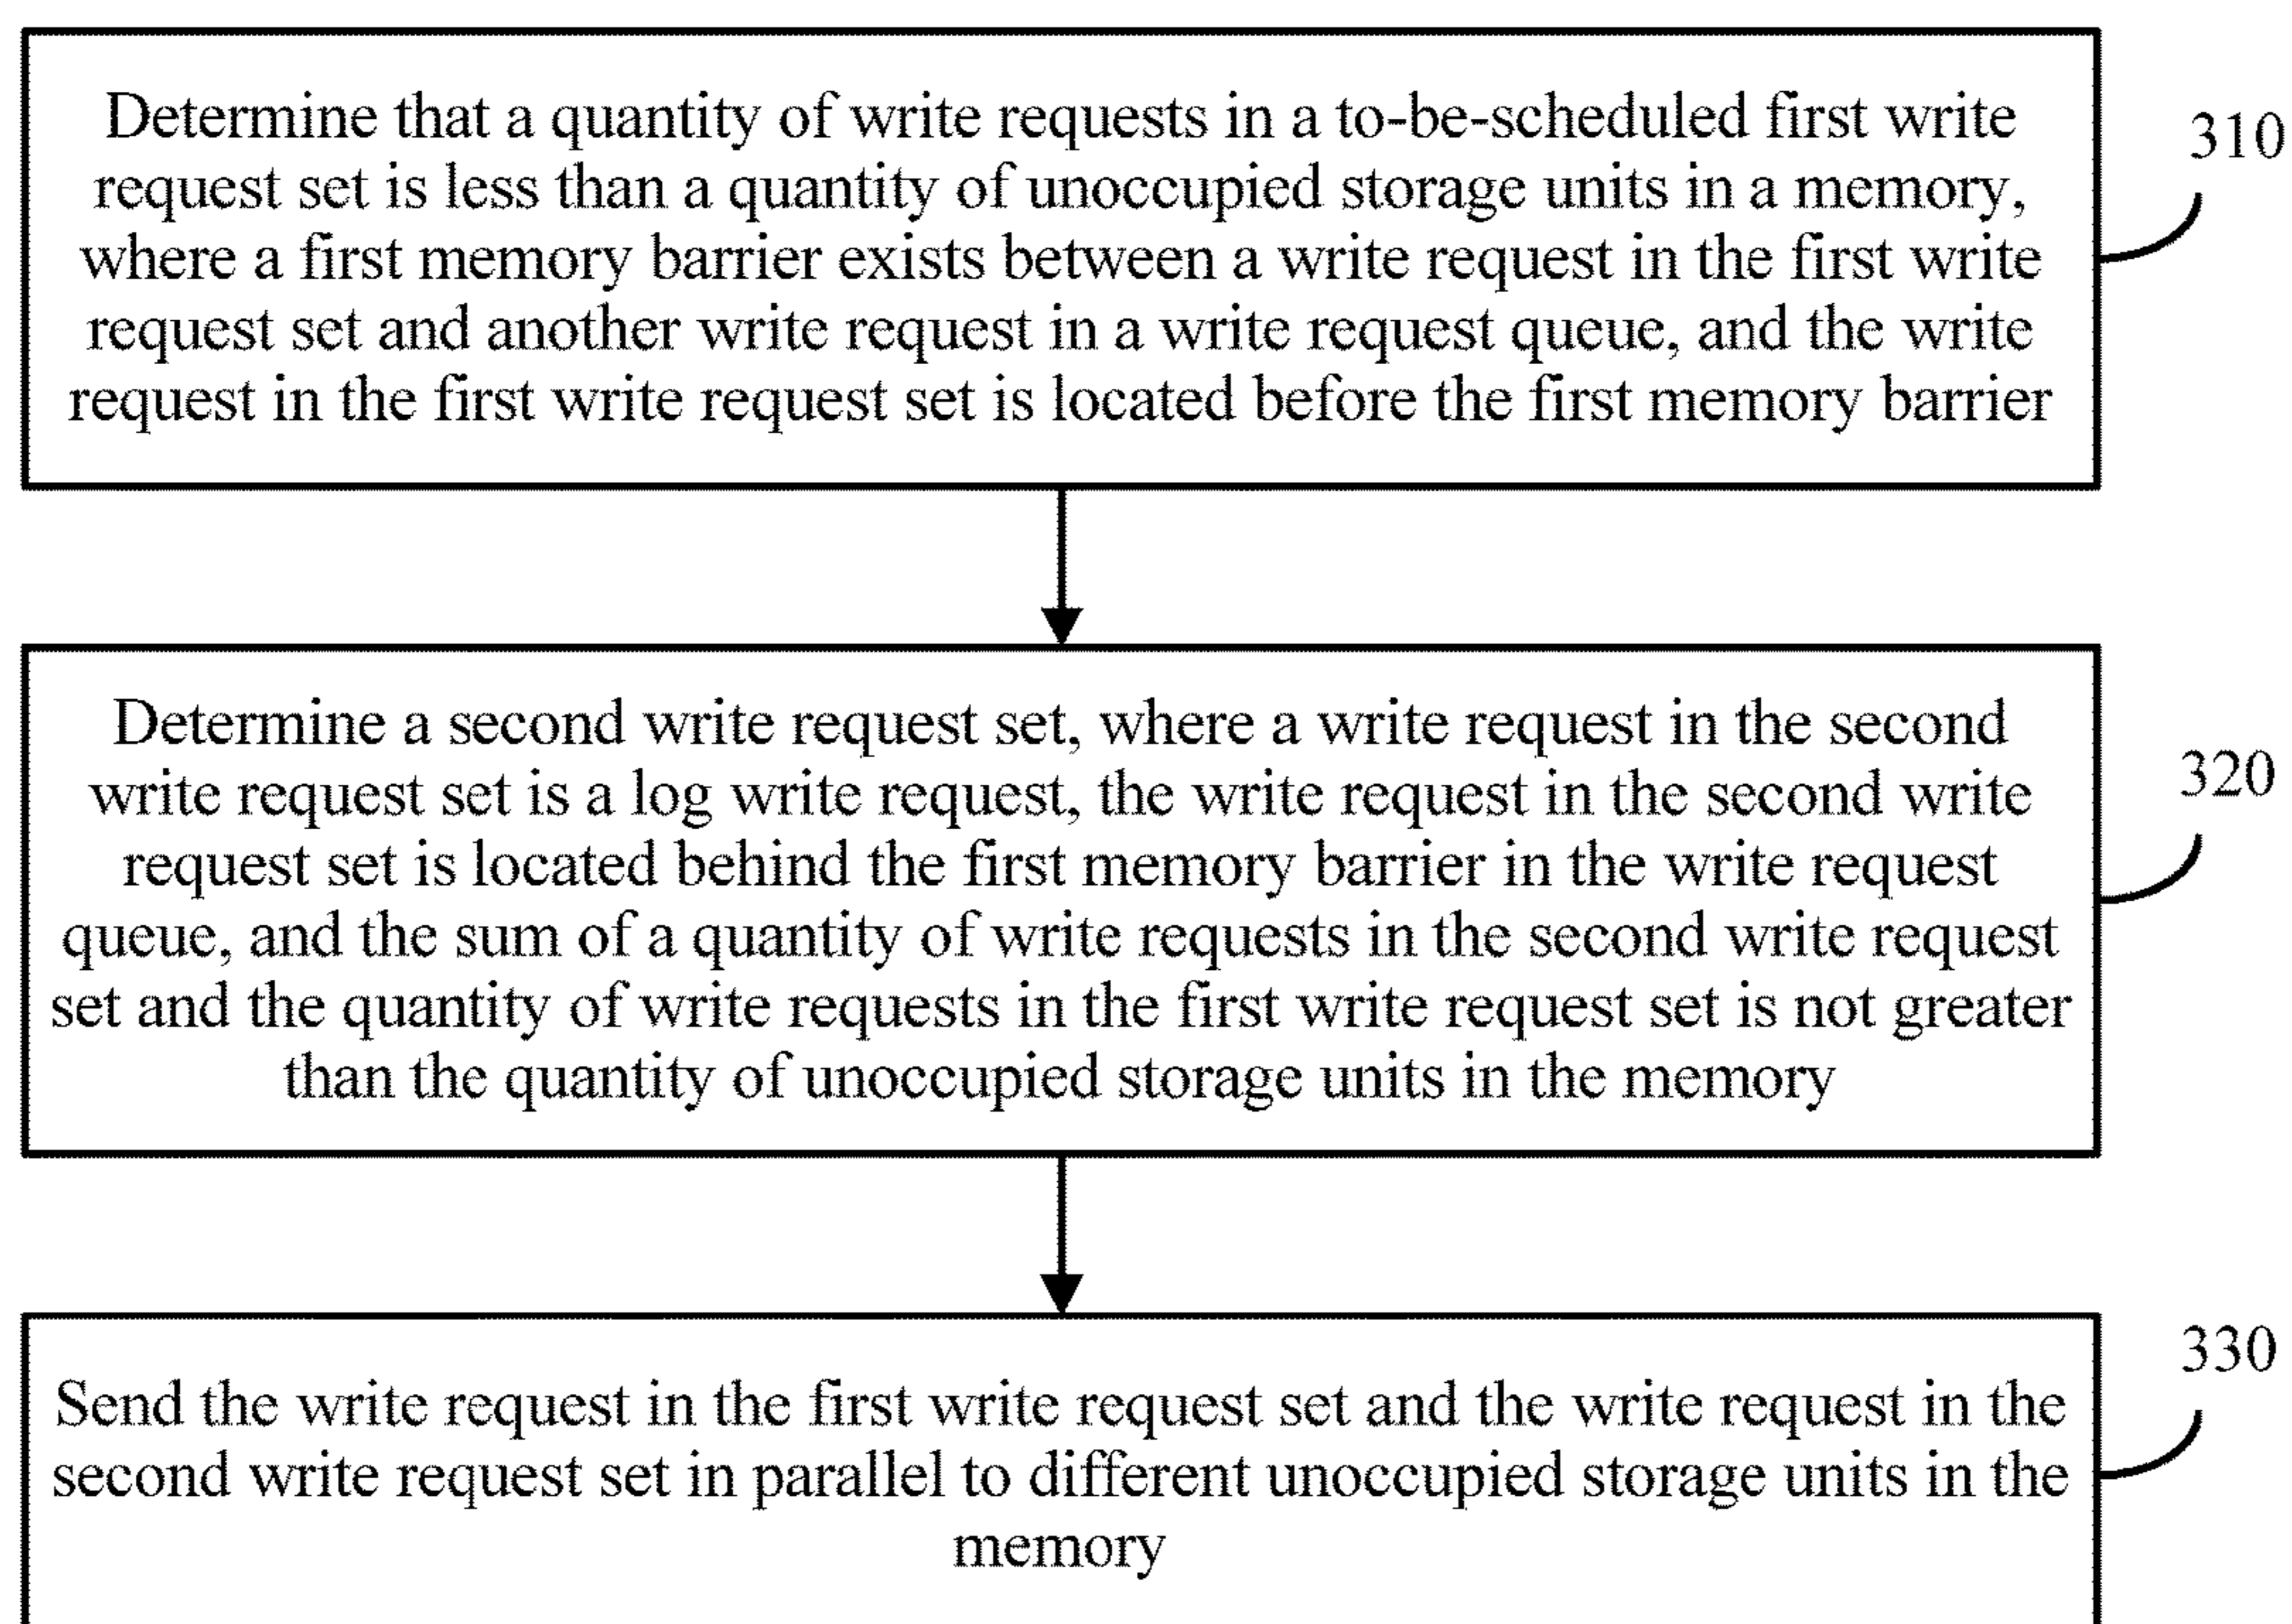 Determine that a quantity of write requests in a to-be-scheduled first write
request set is less than a quantity of unoccupied storage units in a memory,
where a first memory barrier exists between a write request in the first write
request set and another write request in a write request queue, and the write
request in the first write request set is located before the first memory barrier
310
Determine a second write request set, where a write request in the second
write request set is a log write request, the write request in the second write
request set is located behind the first memory barrier in the write request
queue, and the sum of a quantity of write requests in the second write request
set and the quantity of write requests in the first write request set is not greater
than the quantity of unoccupied storage units in the memory
320
Send the write request in the first write request set and the write request in the
second write request set in parallel to different unoccupied storage units in the
memory
330